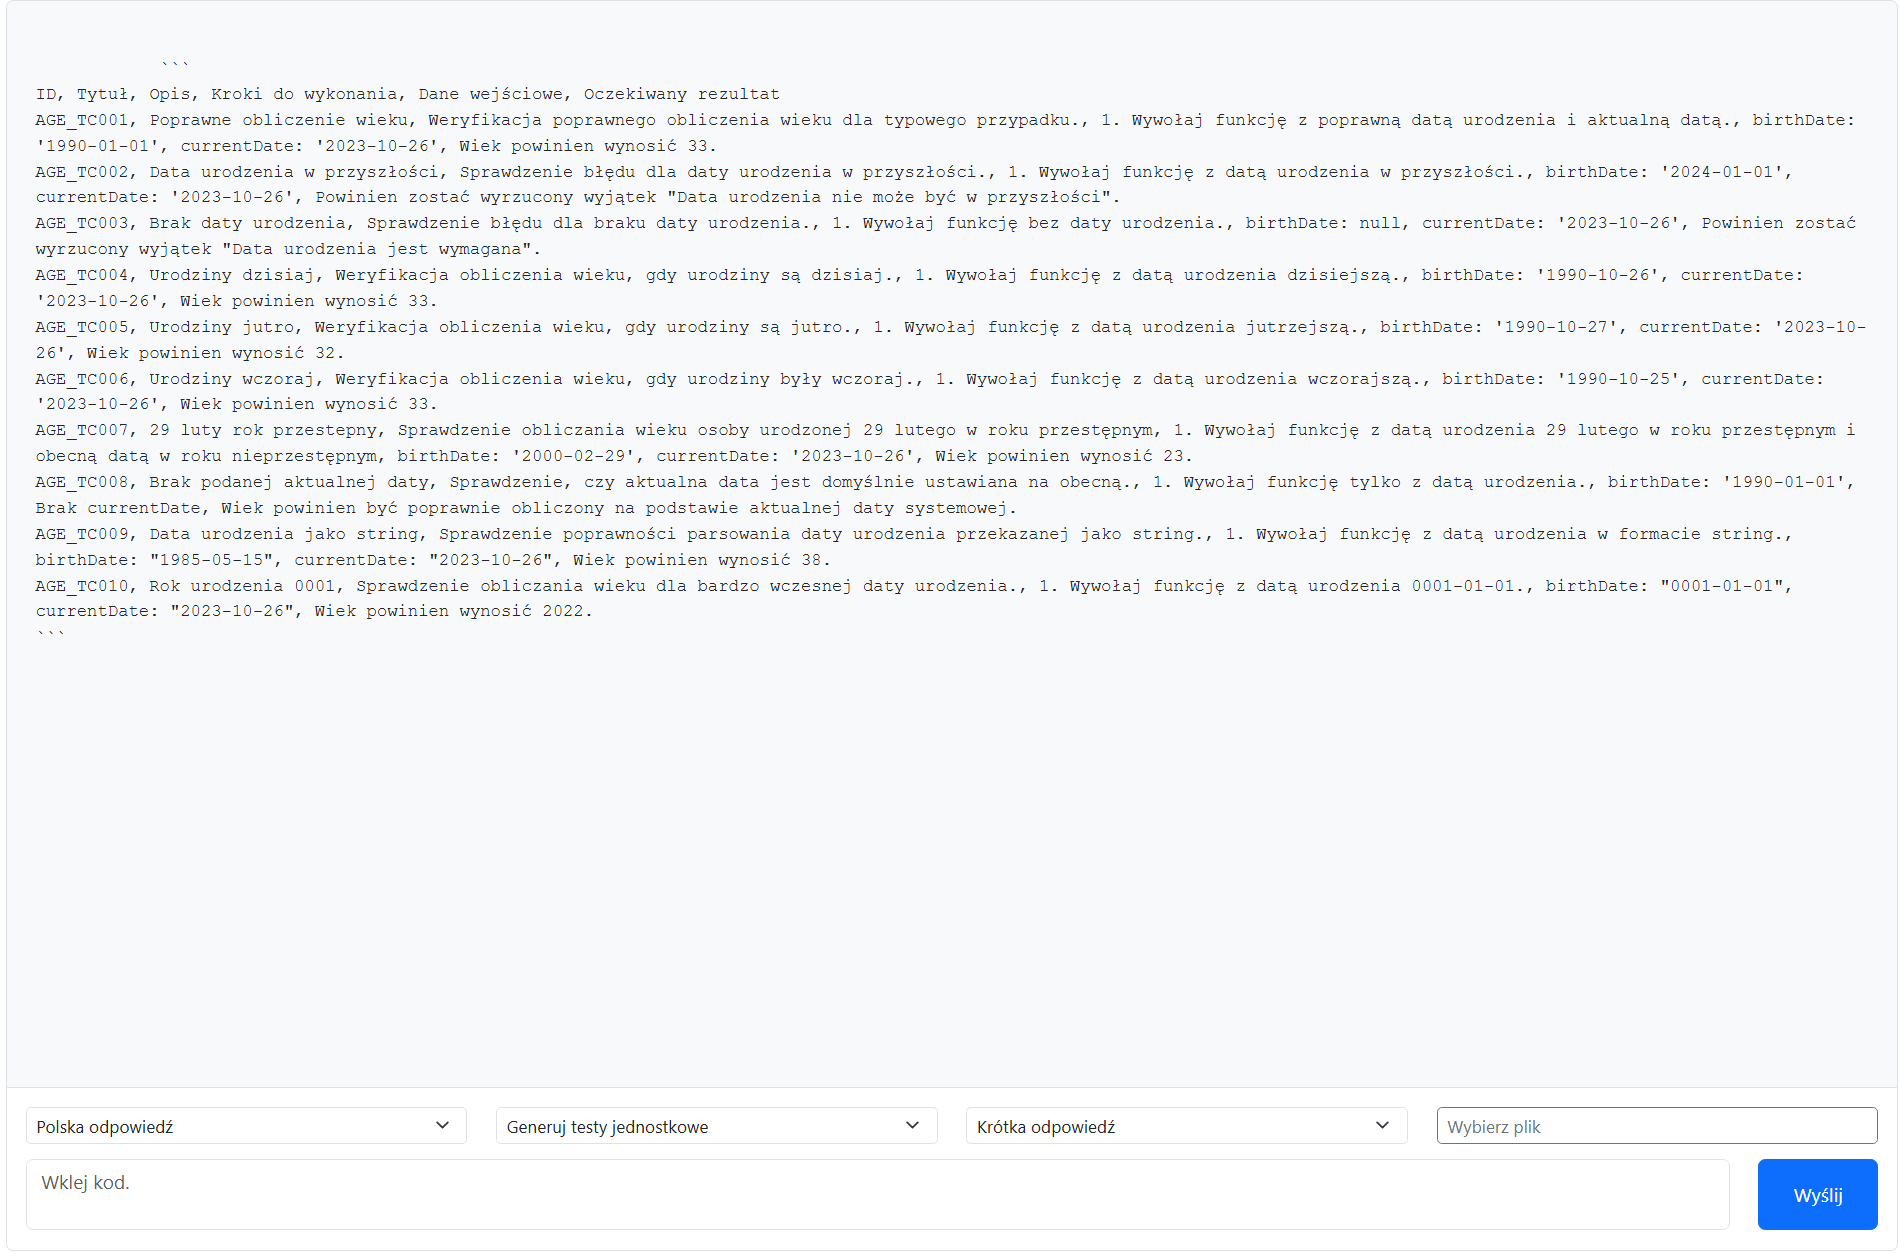 ```
ID, Tytuł, Opis, Kroki do wykonania, Dane wejściowe, Oczekiwany rezultat
AGE_TC001, Poprawne obliczenie wieku, Weryfikacja poprawnego obliczenia wieku dla typowego przypadku., 1. Wywołaj funkcję z poprawną datą urodzenia i aktualną datą., birthDate:
'1990-01-01', currentDate: '2023-10-26', Wiek powinien wynosić 33.
AGE_TC002, Data urodzenia w przyszłości, Sprawdzenie błędu dla daty urodzenia w przyszłości., 1. Wywołaj funkcję z datą urodzenia w przyszłości., birthDate: '2024-01-01',
currentDate: '2023-10-26', Powinien zostać wyrzucony wyjątek "Data urodzenia nie może być w przyszłości".
AGE_TC003, Brak daty urodzenia, Sprawdzenie błędu dla braku daty urodzenia., 1. Wywołaj funkcję bez daty urodzenia., birthDate: null, currentDate: '2023-10-26', Powinien zostać
wyrzucony wyjątek "Data urodzenia jest wymagana".
AGE_TC004, Urodziny dzisiaj, Weryfikacja obliczenia wieku, gdy urodziny są dzisiaj., 1. Wywołaj funkcję z datą urodzenia dzisiejszą., birthDate: '1990-10-26', currentDate:
'2023-10-26', Wiek powinien wynosić 33.
AGE_TC005, Urodziny jutro, Weryfikacja obliczenia wieku, gdy urodziny są jutro., 1. Wywołaj funkcję z datą urodzenia jutrzejszą., birthDate: '1990-10-27', currentDate: '2023-10-
26', Wiek powinien wynosić 32.
AGE_TC006, Urodziny wczoraj, Weryfikacja obliczenia wieku, gdy urodziny były wczoraj., 1. Wywołaj funkcję z datą urodzenia wczorajszą., birthDate: '1990-10-25', currentDate:
'2023-10-26', Wiek powinien wynosić 33.
AGE_TC007, 29 luty rok przestepny, Sprawdzenie obliczania wieku osoby urodzonej 29 lutego w roku przestępnym, 1. Wywołaj funkcję z datą urodzenia 29 lutego w roku przestępnym i
obecną datą w roku nieprzestępnym, birthDate: '2000-02-29', currentDate: '2023-10-26', Wiek powinien wynosić 23.
AGE_TC008, Brak podanej aktualnej daty, Sprawdzenie, czy aktualna data jest domyślnie ustawiana na obecną., 1. Wywołaj funkcję tylko z datą urodzenia., birthDate: '1990-01-01',
Brak currentDate, Wiek powinien być poprawnie obliczony na podstawie aktualnej daty systemowej.
AGE_TC009, Data urodzenia jako string, Sprawdzenie poprawności parsowania daty urodzenia przekazanej jako string., 1. Wywołaj funkcję z datą urodzenia w formacie string.,
birthDate: "1985-05-15", currentDate: "2023-10-26", Wiek powinien wynosić 38.
AGE_TC010, Rok urodzenia 0001, Sprawdzenie obliczania wieku dla bardzo wczesnej daty urodzenia., 1. Wywołaj funkcję z datą urodzenia 0001-01-01., birthDate: "0001-01-01",
currentDate: "2023-10-26", Wiek powinien wynosić 2022.
```
Polska odpowiedź
Generuj testy jednostkowe
Krótka odpowiedź
Wybierz plik
Wklej kod.
Wyślij